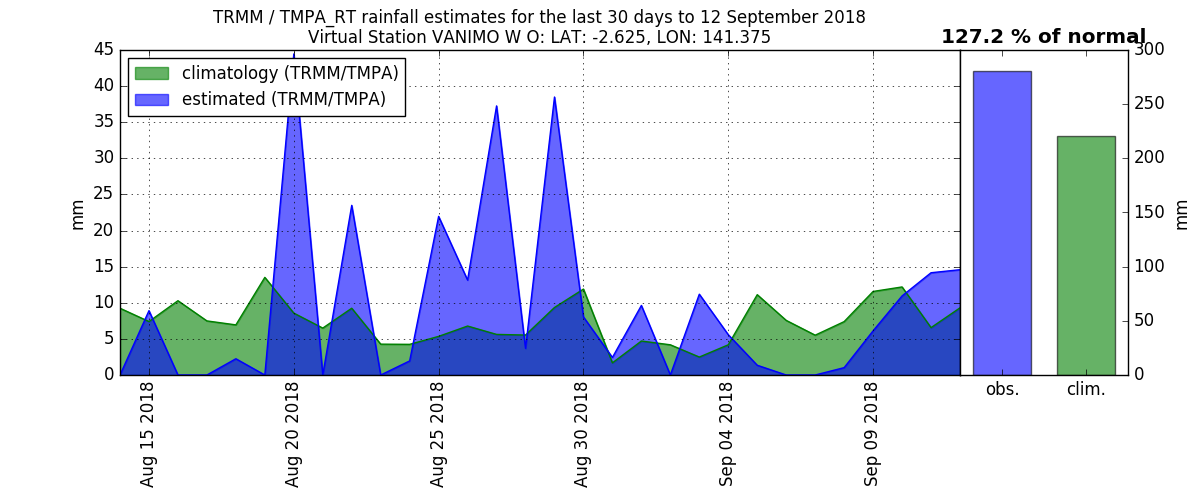 TRMM / TMPA_RT rainfall estimates for the last 30 days to 12 September 2018
Virtual Station VANIMO W O: LAT: -2.625, LON: 141.375
127.2 % of normal
climatology (TRMM/TMPA)
estimated (TRMM/TMPA)
mm
45
40
35
30
25
20
15
10
5
0
Aug 15 2018
Aug 20 2018
Aug 25 2018
Aug 30 2018
Sep 04 2018
Sep 09 2018
300
250
200
150
100
50
0
mm
obs.
clim.